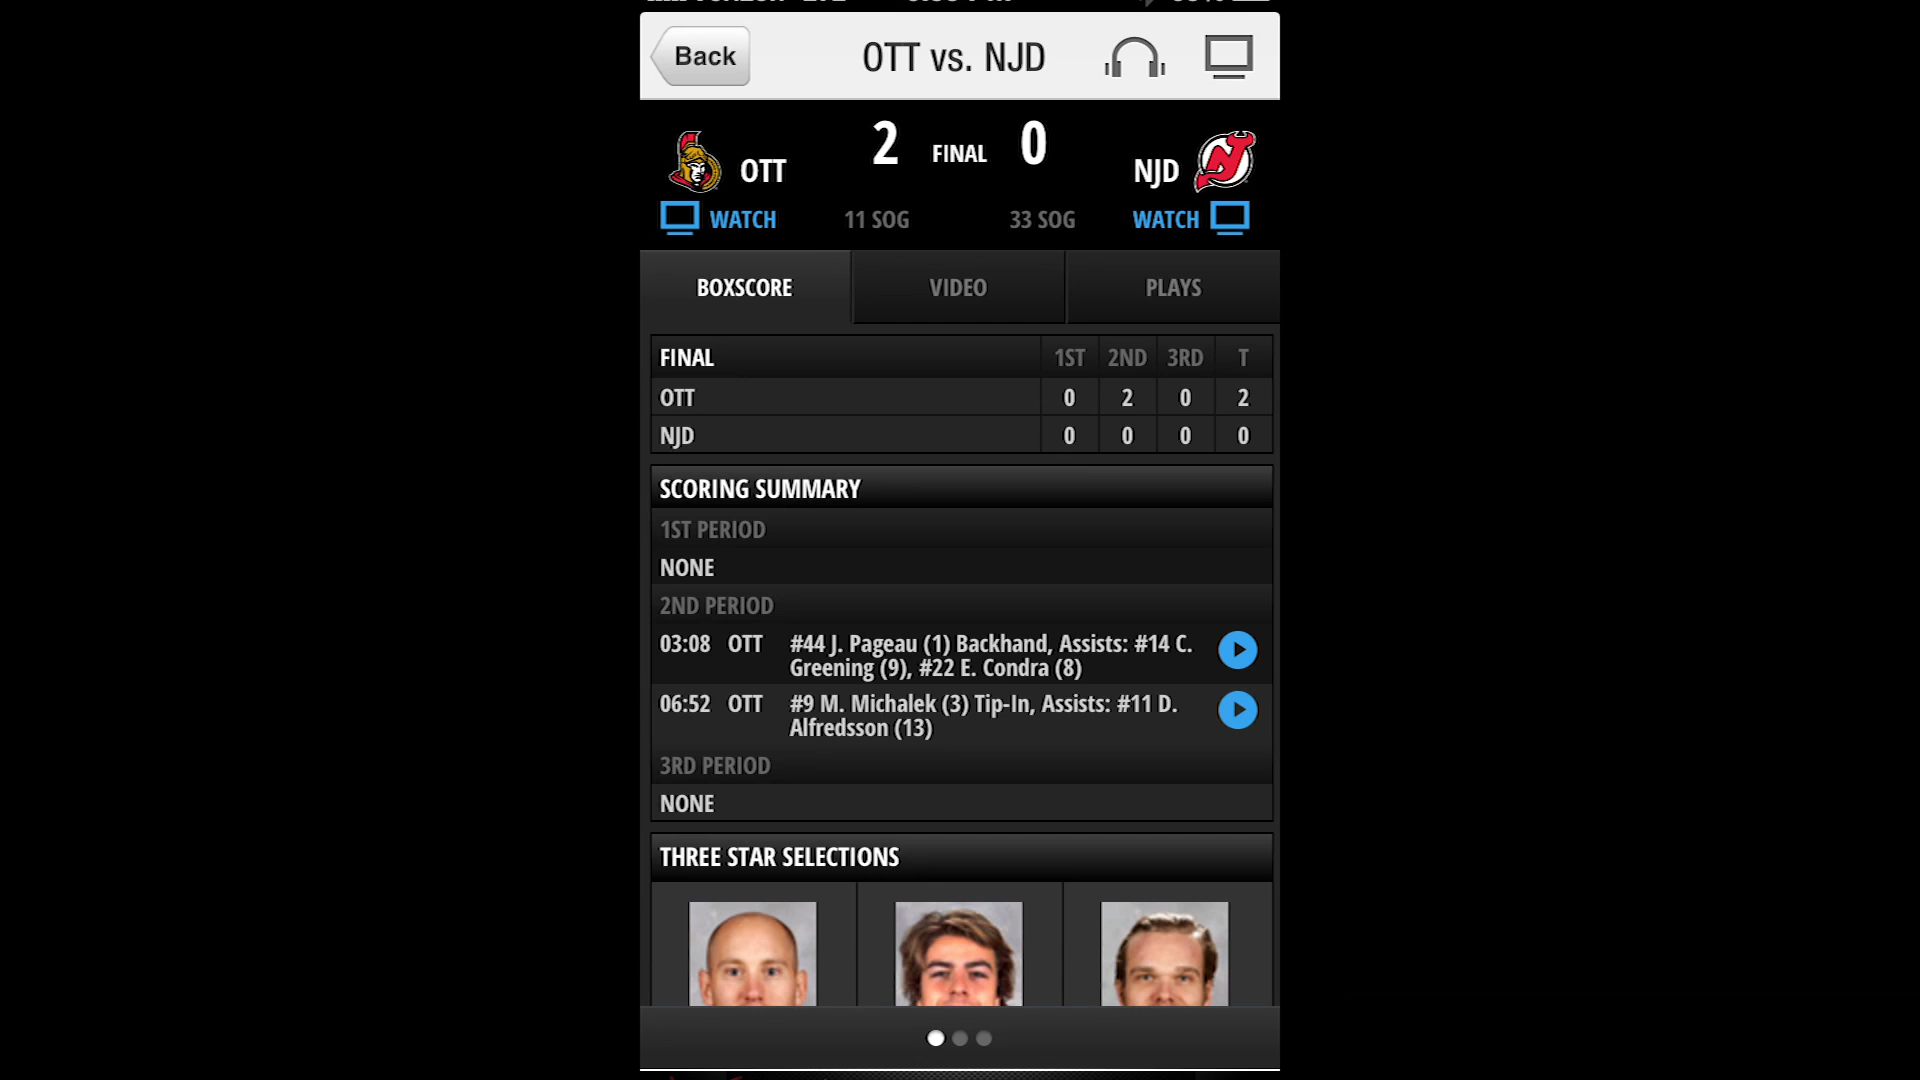 Back
OTT vs. NJD
OTT
2
FINAL
0
NJD
WATCH
11 SOG
33 SOG
WATCH
BOXSCORE
VIDEO
PLAYS
FINAL 1ST 2ND 3RD T
OTT 0 2 0 2
NJD 0 0 0 0
SCORING SUMMARY
1ST PERIOD
NONE
2ND PERIOD
03:08 OTT #44 J. Pageau (1) Backhand, Assists: #14 C.
Greening (9), #22 E. Condra (8)
06:52 OTT #9 M. Michalek (3) Tip-In, Assists: #11 D.
Alfredsson (13)
3RD PERIOD
NONE
THREE STAR SELECTIONS